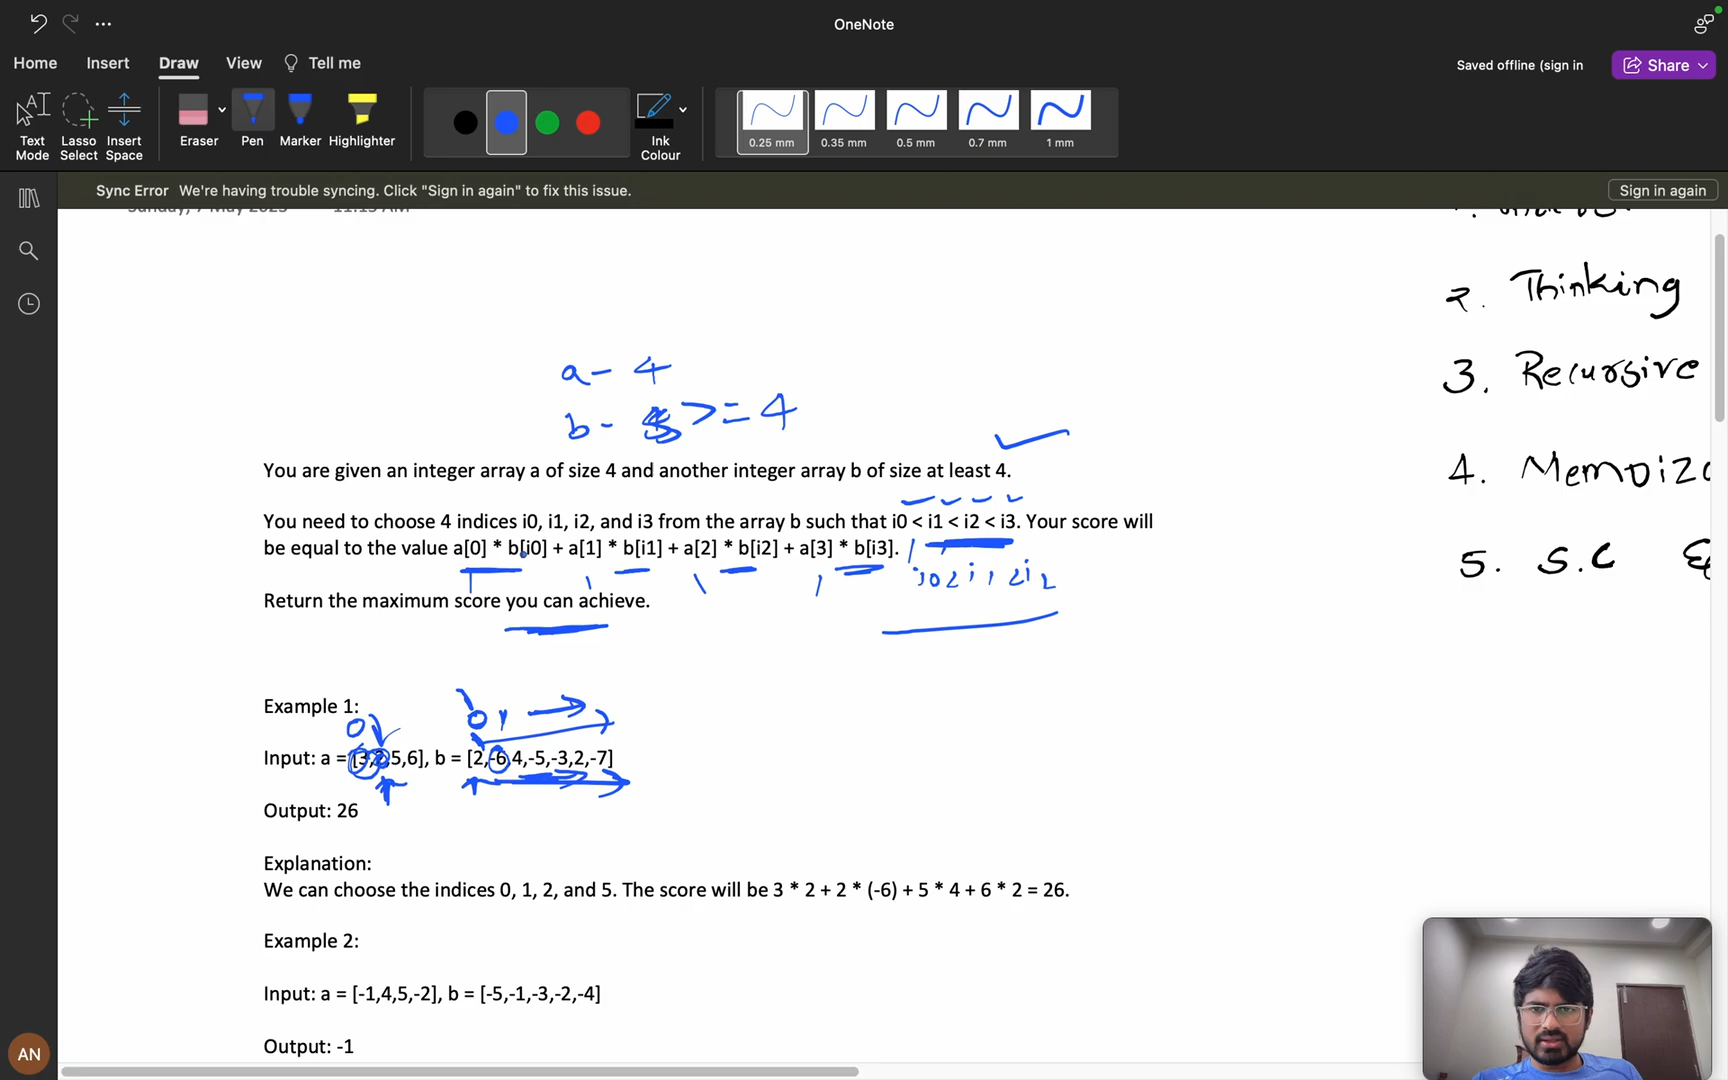 OneNote
Home Insert Draw View Tell me
Saved offline (sign in
Share
Text Mode
Lasso Select
Insert Space
Eraser
Pen
Marker
Highlighter
Ink Colour
0.25 mm
0.35 mm
0.5 mm
0.7 mm
1 mm
Sync Error We're having trouble syncing. Click "Sign in again" to fix this issue.
Sign in again
2. Thinking
3. Recursive
4. Memoiza
5. S.C
a - 4
b - >= 4
You are given an integer array a of size 4 and another integer array b of size at least 4.
You need to choose 4 indices i0, i1, i2, and i3 from the array b such that i0 < i1 < i2 < i3. Your score will
be equal to the value a[0] * b[i0] + a[1] * b[i1] + a[2] * b[i2] + a[3] * b[i3].
i0 < i1 < i2
Return the maximum score you can achieve.
Example 1:
0
0 1
Input: a = [3,2,5,6], b = [2,-6,4,-5,-3,2,-7]
Output: 26
Explanation:
We can choose the indices 0, 1, 2, and 5. The score will be 3 * 2 + 2 * (-6) + 5 * 4 + 6 * 2 = 26.
Example 2:
Input: a = [-1,4,5,-2], b = [-5,-1,-3,-2,-4]
Output: -1
AN